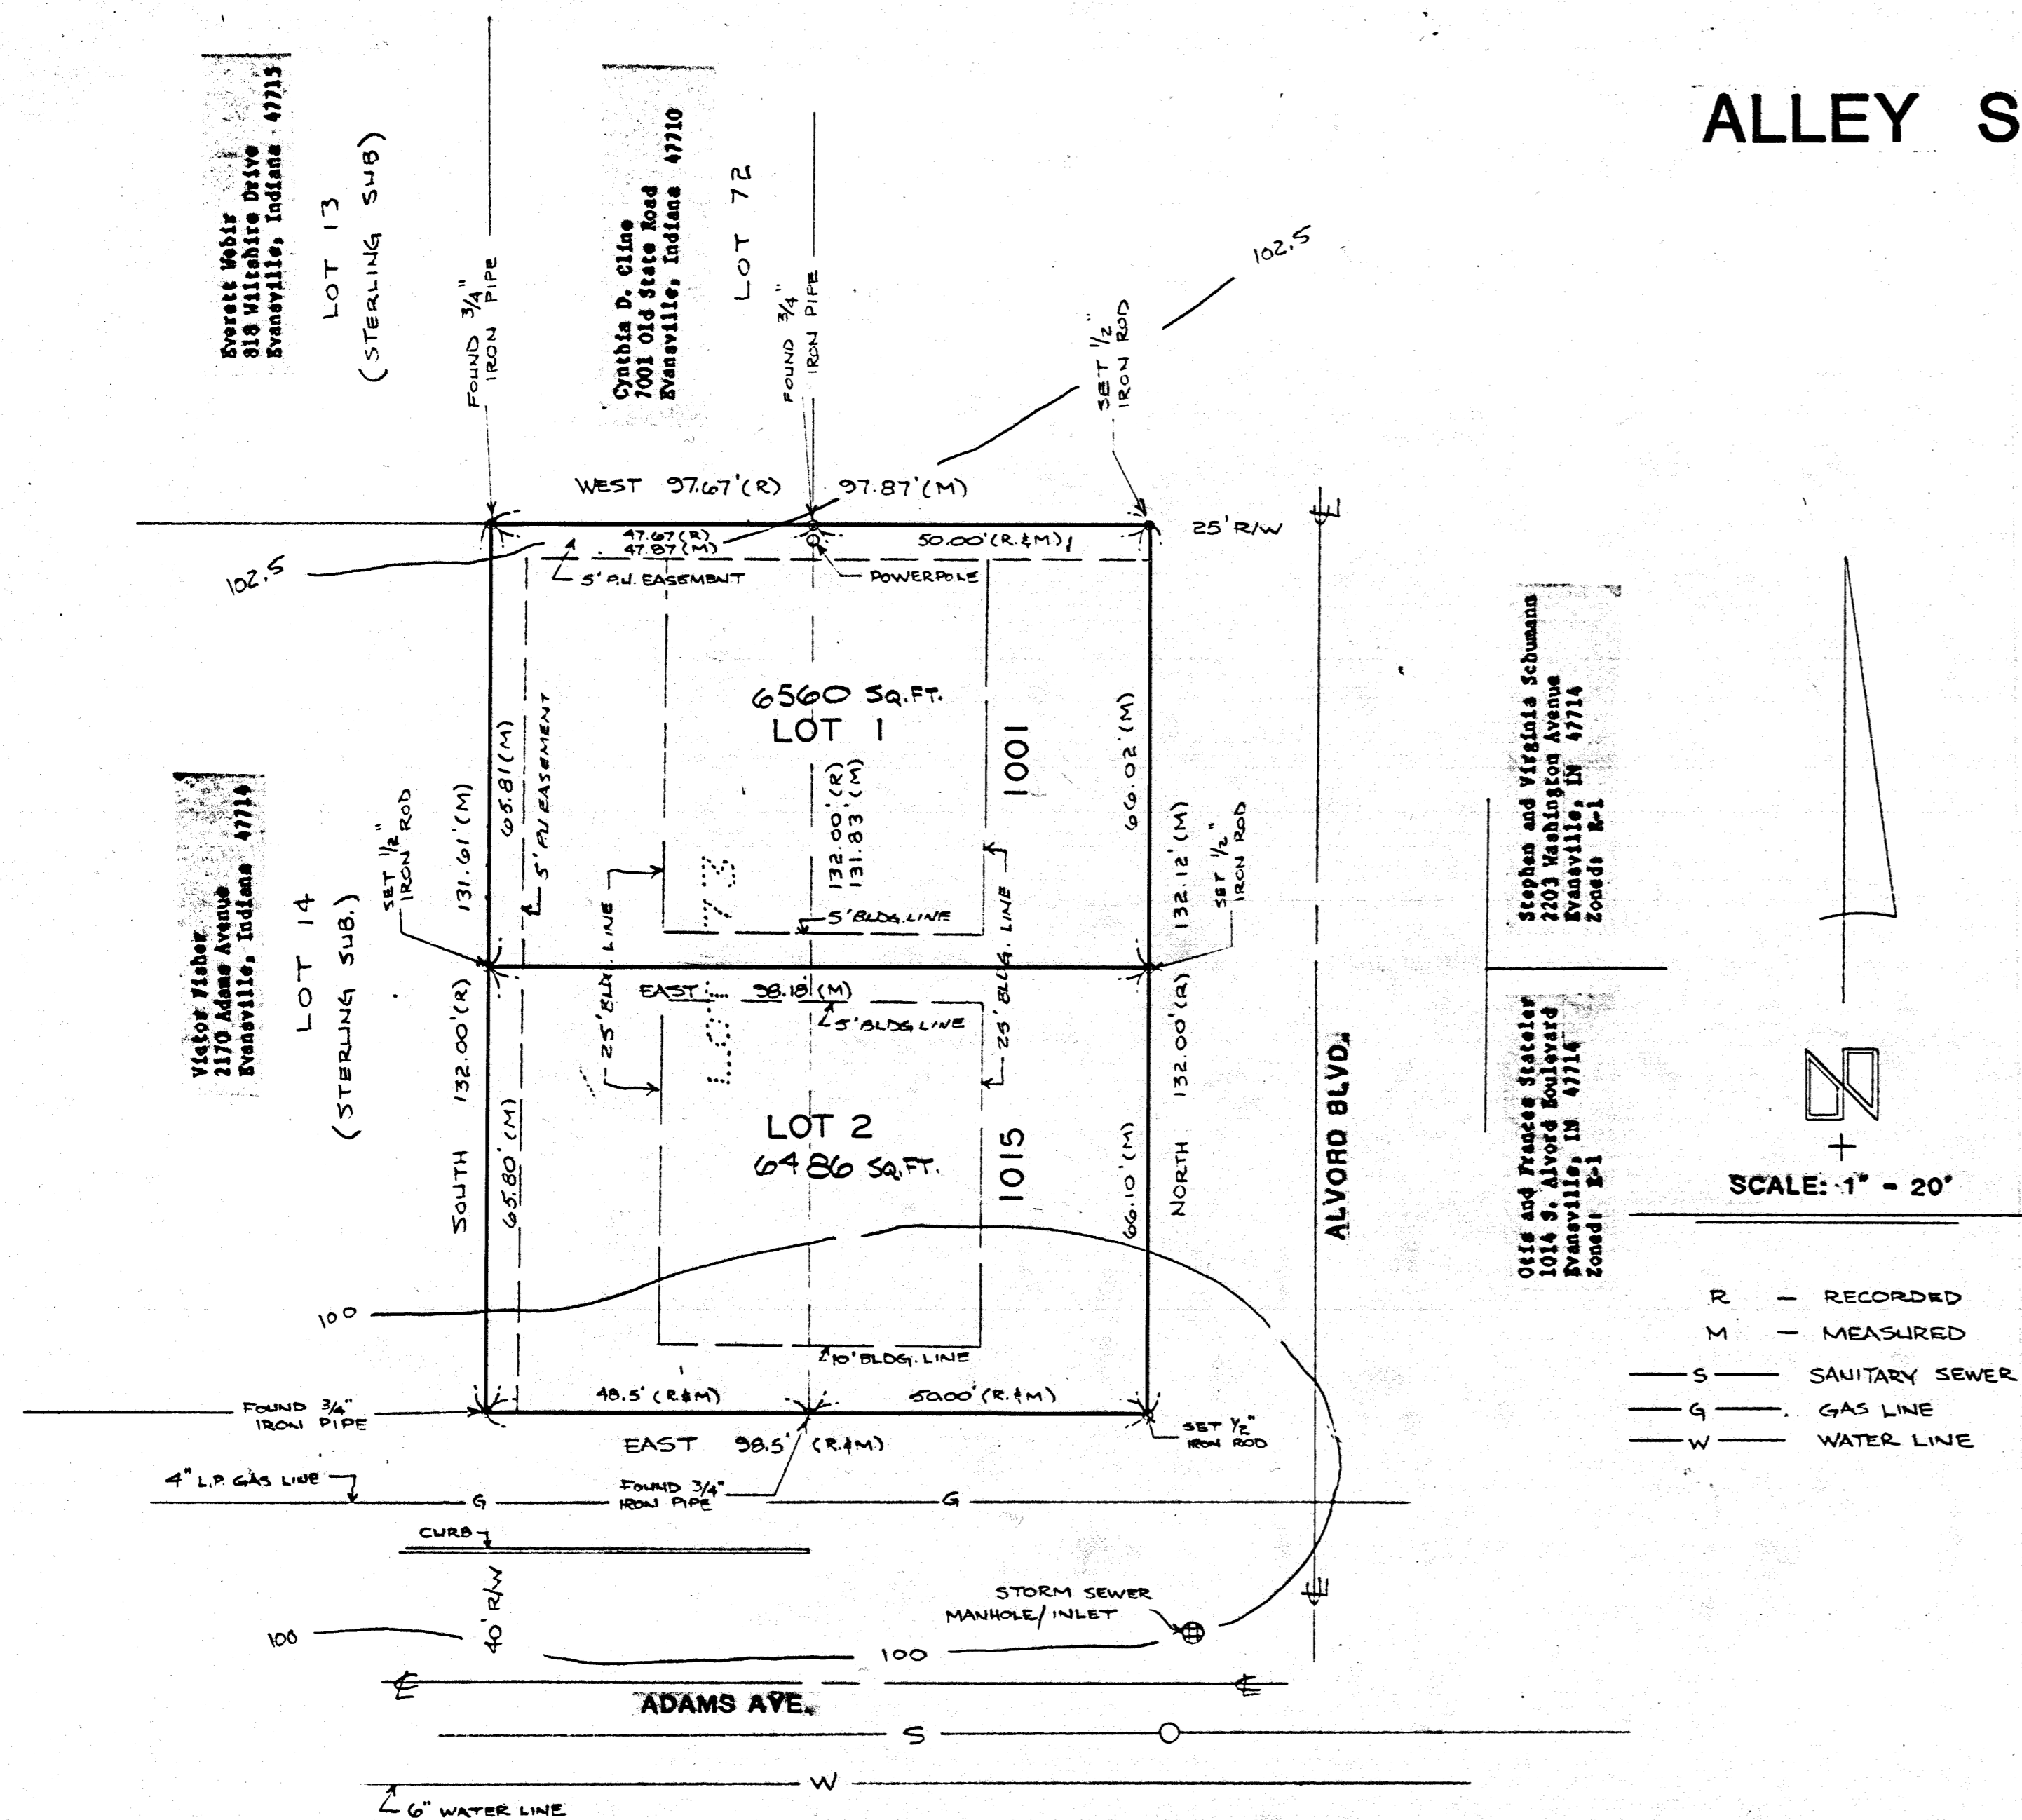 ALLEY S
Everett Webir
818 Wiltshire Drive
Evansville, Indiana 47715
LOT 13
(STERLING SUB)
FOUND 3/4"
IRON PIPE
Cynthia D. Cline
7001 Old State Road
Evansville, Indiana 47710
LOT 72
FOUND 3/4"
IRON PIPE
102.5
SET 1/2"
IRON ROD
WEST 97.67'(R) 97.87'(M)
47.67(R)
47.87(M)
50.00'(R.&M)
25' R/W
102.5
5' P.U. EASEMENT
POWERPOLE
6560 SQ.FT.
LOT 1
1001
65.81(M)
5' P.U EASEMENT
131.61'(M)
SET 1/2"
IRON ROD
132.00'(R)
131.83'(M)
66.02'(M)
132.12'(M)
SET 1/2"
IRON ROD
25' BLDG. LINE
5' BLDG. LINE
25' BLDG. LINE
LOT 73
Victor Fisher
2170 Adams Avenue
Evansville, Indiana 47714
LOT 14
(STERLING SUB.)
EAST 98.18'(M)
5' BLDG LINE
SOUTH 132.00'(R)
65.80'(M)
LOT 2
6486 SQ.FT.
1015
66.10'(M)
NORTH 132.00'(R)
ALVORD BLVD.
Stephen and Virginia Schumann
2203 Washington Avenue
Evansville, IN 47714
Zoned: R-1
Otis and Frances Stateler
1014 S. Alvord Boulevard
Evansville, IN 47714
Zoned: R-1
N
SCALE: 1" - 20'
R - RECORDED
M - MEASURED
S SANITARY SEWER
G GAS LINE
W WATER LINE
100
10' BLDG. LINE
48.5' (R.&M)
50.00' (R.&M)
FOUND 3/4"
IRON PIPE
EAST 98.5' (R.&M)
SET 1/2"
IRON ROD
4" L.P. GAS LINE
G
FOUND 3/4"
IRON PIPE
G
CURB
40' R/W
STORM SEWER
MANHOLE/INLET
100
100
ADAMS AVE.
S
W
6" WATER LINE